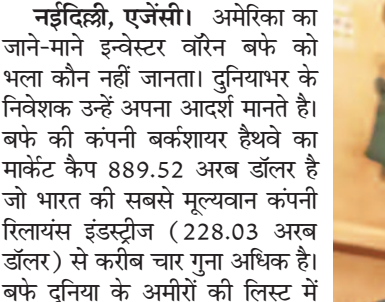 नईदिल्ली, एजेंसी। अमेरिका का
जाने-माने इन्वेस्टर वॉरेन बफे को
भला कौन नहीं जानता। दुनियाभर के
निवेशक उन्हें अपना आदर्श मानते है।
बफे की कंपनी बर्कशायर हैथवे का
मार्केट कैप 889.52 अरब डॉलर है
जो भारत की सबसे मूल्यवान कंपनी
रिलायंस इंडस्ट्रीज (228.03 अरब
डॉलर) से करीब चार गुना अधिक है।
बफे दुनिया के अमीरों की लिस्ट में